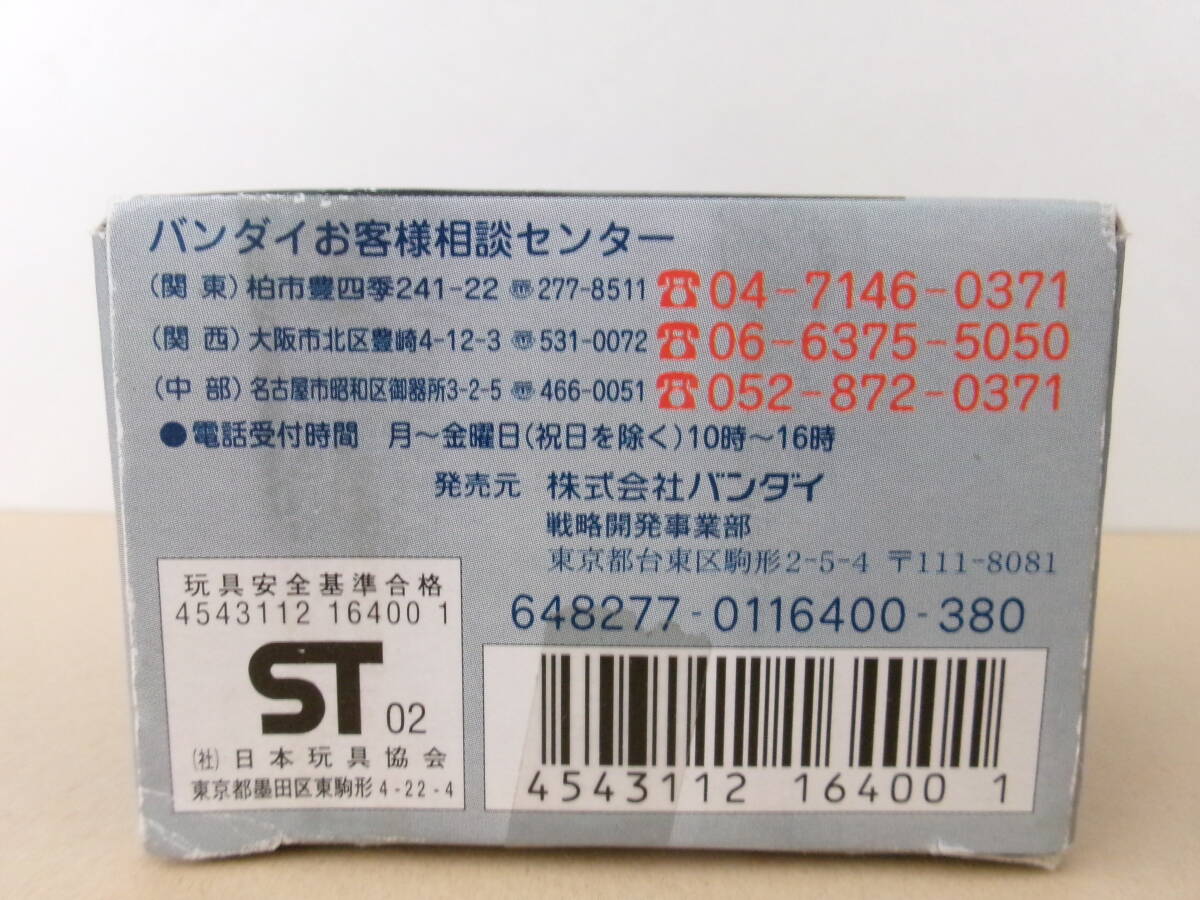 バンダイお客様相談センター
(関東)柏市豊四季241-22 〠277-8511 ☎04-7146-0371
(関西)大阪市北区豊崎4-12-3 〠531-0072 ☎06-6375-5050
(中部)名古屋市昭和区御器所3-2-5 〠466-0051 ☎052-872-0371
●電話受付時間 月〜金曜日(祝日を除く)10時〜16時
発売元 株式会社バンダイ
戦略開発事業部
東京都台東区駒形2-5-4 〒111-8081
648277-0116400-380
玩具安全基準合格
4543112 16400 1
ST 02
(社)日本玩具協会
東京都墨田区東駒形4-22-4
4543112 16400 1